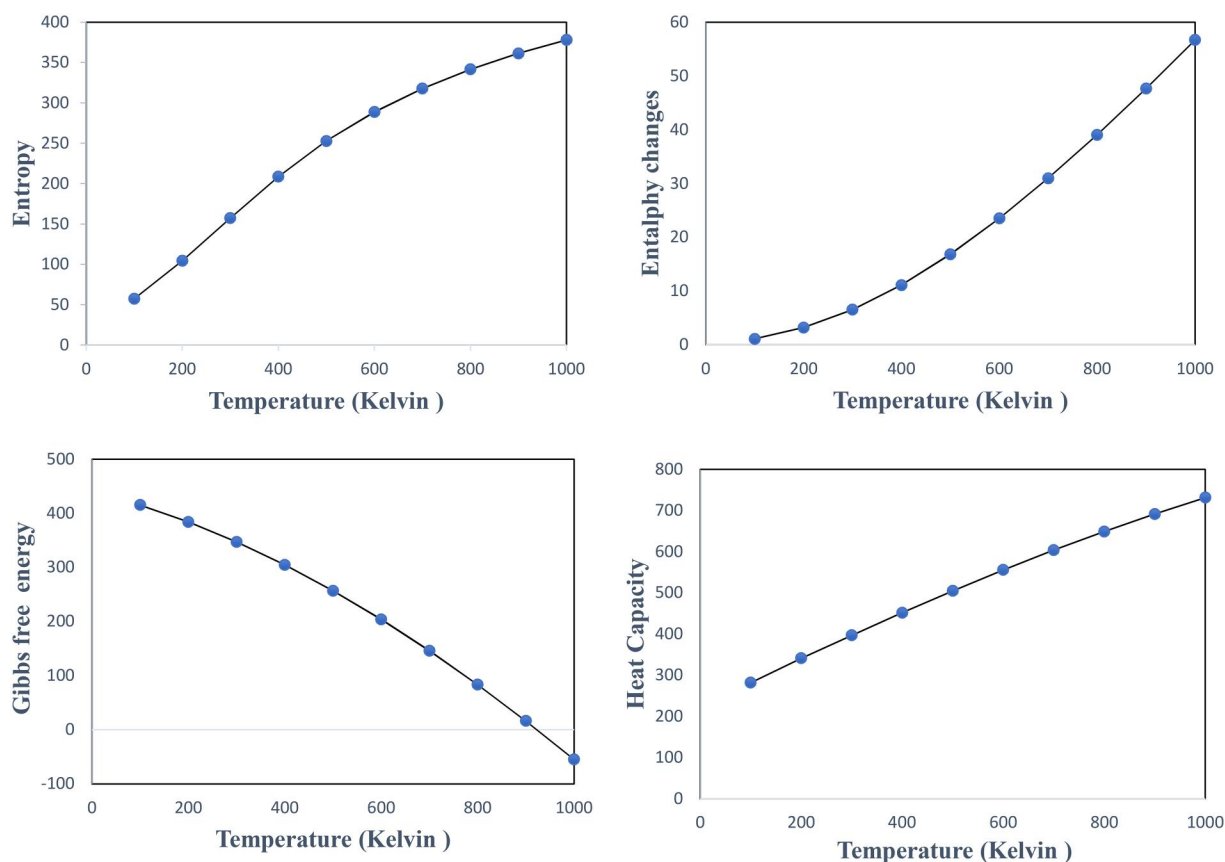 400
350
300
250
200
150
100
50
0
Entropy
0 200 400 600 800 1000
Temperature (Kelvin )
60
50
40
30
20
10
0
Entalphy changes
0 200 400 600 800 1000
Temperature (Kelvin )
500
400
300
200
100
0
-100
Gibbs free energy
0 200 400 600 800 1000
Temperature (Kelvin )
800
700
600
500
400
300
200
100
0
Heat Capacity
0 200 400 600 800 1000
Temperature (Kelvin )